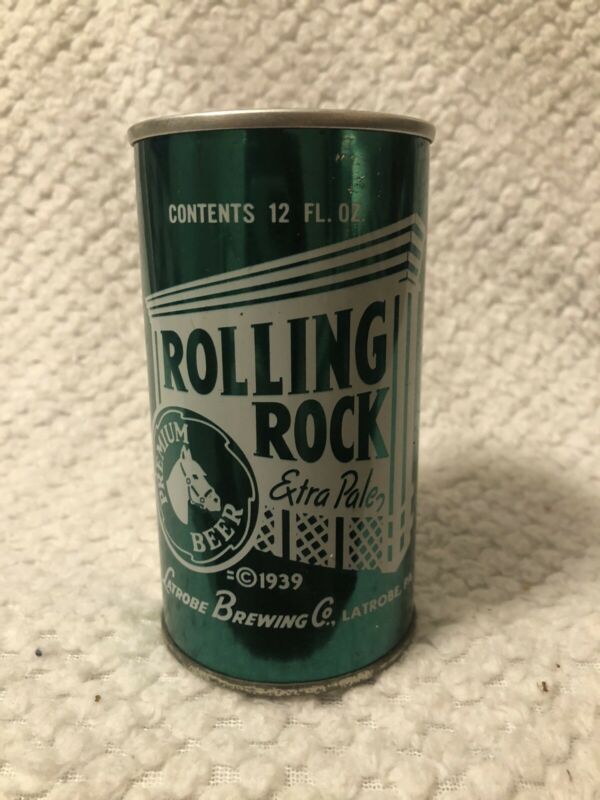 CONTENTS 12 FL. OZ.
ROLLING
ROCK
Extra Pale
PREMIUM
BEER
=©1939
LATROBE BREWING CO., LATROBE, PA